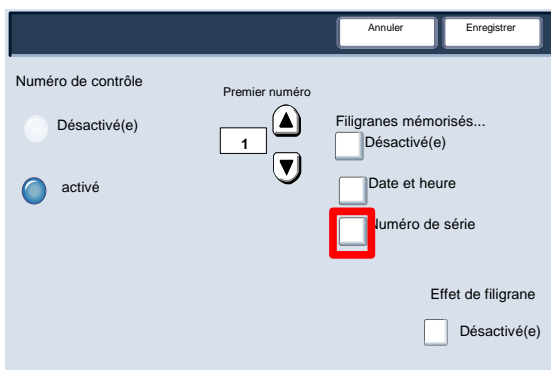 Annuler
Enregistrer
Numéro de contrôle
Désactivé(e)
activé
Premier numéro
1
Filigranes mémorisés...
Désactivé(e)
Date et heure
Numéro de série
Effet de filigrane
Désactivé(e)